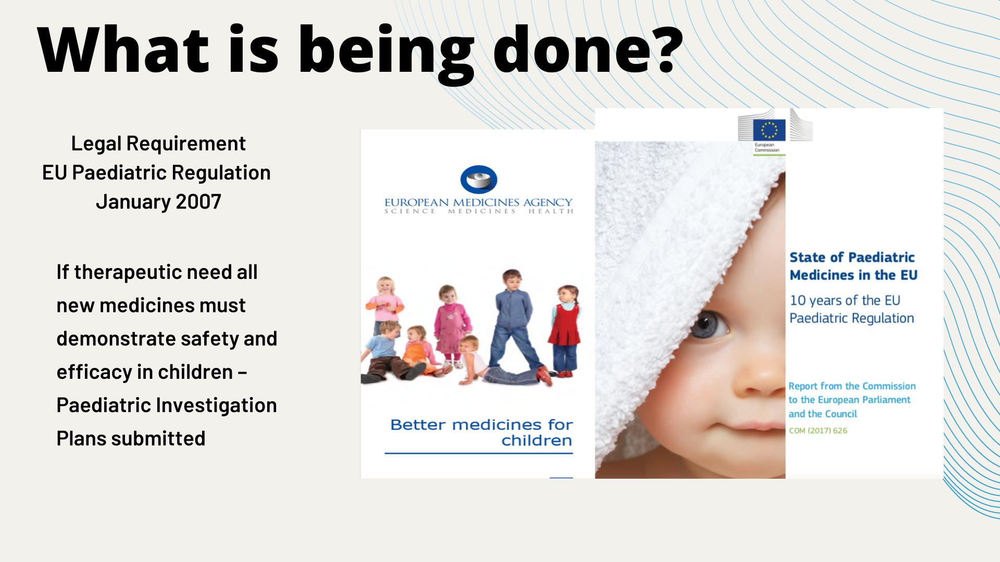 What is being done?
Legal Requirement
EU Paediatric Regulation
January 2007
If therapeutic need all
new medicines must
demonstrate safety and
efficacy in children –
Paediatric Investigation
Plans submitted
EUROPEAN MEDICINES AGENCY
SCIENCE MEDICINES HEALTH
Better medicines for
children
European
Commission
State of Paediatric
Medicines in the EU
10 years of the EU
Paediatric Regulation
Report from the Commission
to the European Parliament
and the Council
COM (2017) 626